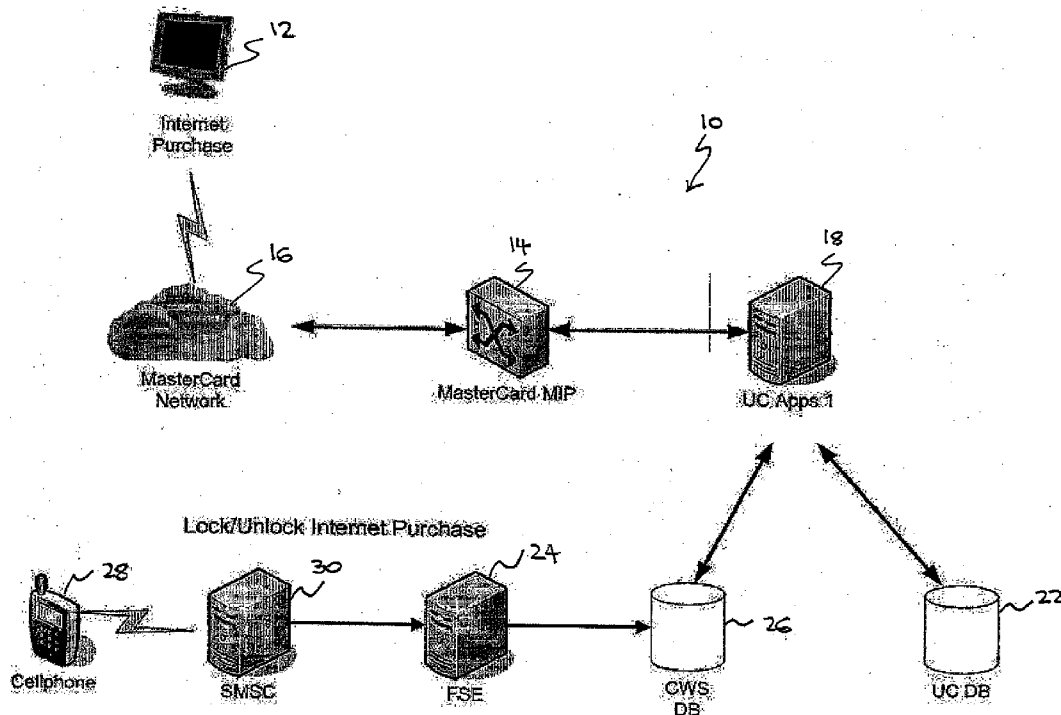 12
Internet
Purchase
10
16
14
18
MasterCard
Network
MasterCard MIP
UC Apps 1
Lock/Unlock Internet Purchase
28
30
24
26
22
Cellphone
SMSC
FSE
CWS
DB
UC DB